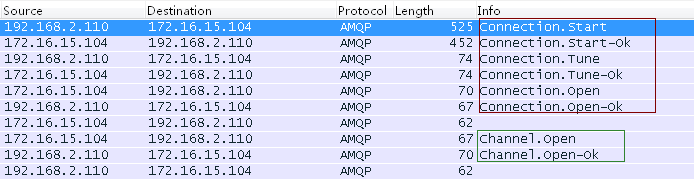 Source Destination Protocol Length Info
192.168.2.110 172.16.15.104 AMQP 525 Connection.Start
172.16.15.104 192.168.2.110 AMQP 452 Connection.Start-Ok
192.168.2.110 172.16.15.104 AMQP 74 Connection.Tune
172.16.15.104 192.168.2.110 AMQP 74 Connection.Tune-Ok
172.16.15.104 192.168.2.110 AMQP 70 Connection.Open
192.168.2.110 172.16.15.104 AMQP 67 Connection.Open-Ok
172.16.15.104 192.168.2.110 AMQP 62
172.16.15.104 192.168.2.110 AMQP 67 Channel.Open
192.168.2.110 172.16.15.104 AMQP 70 Channel.Open-Ok
192.168.2.110 172.16.15.104 AMQP 62